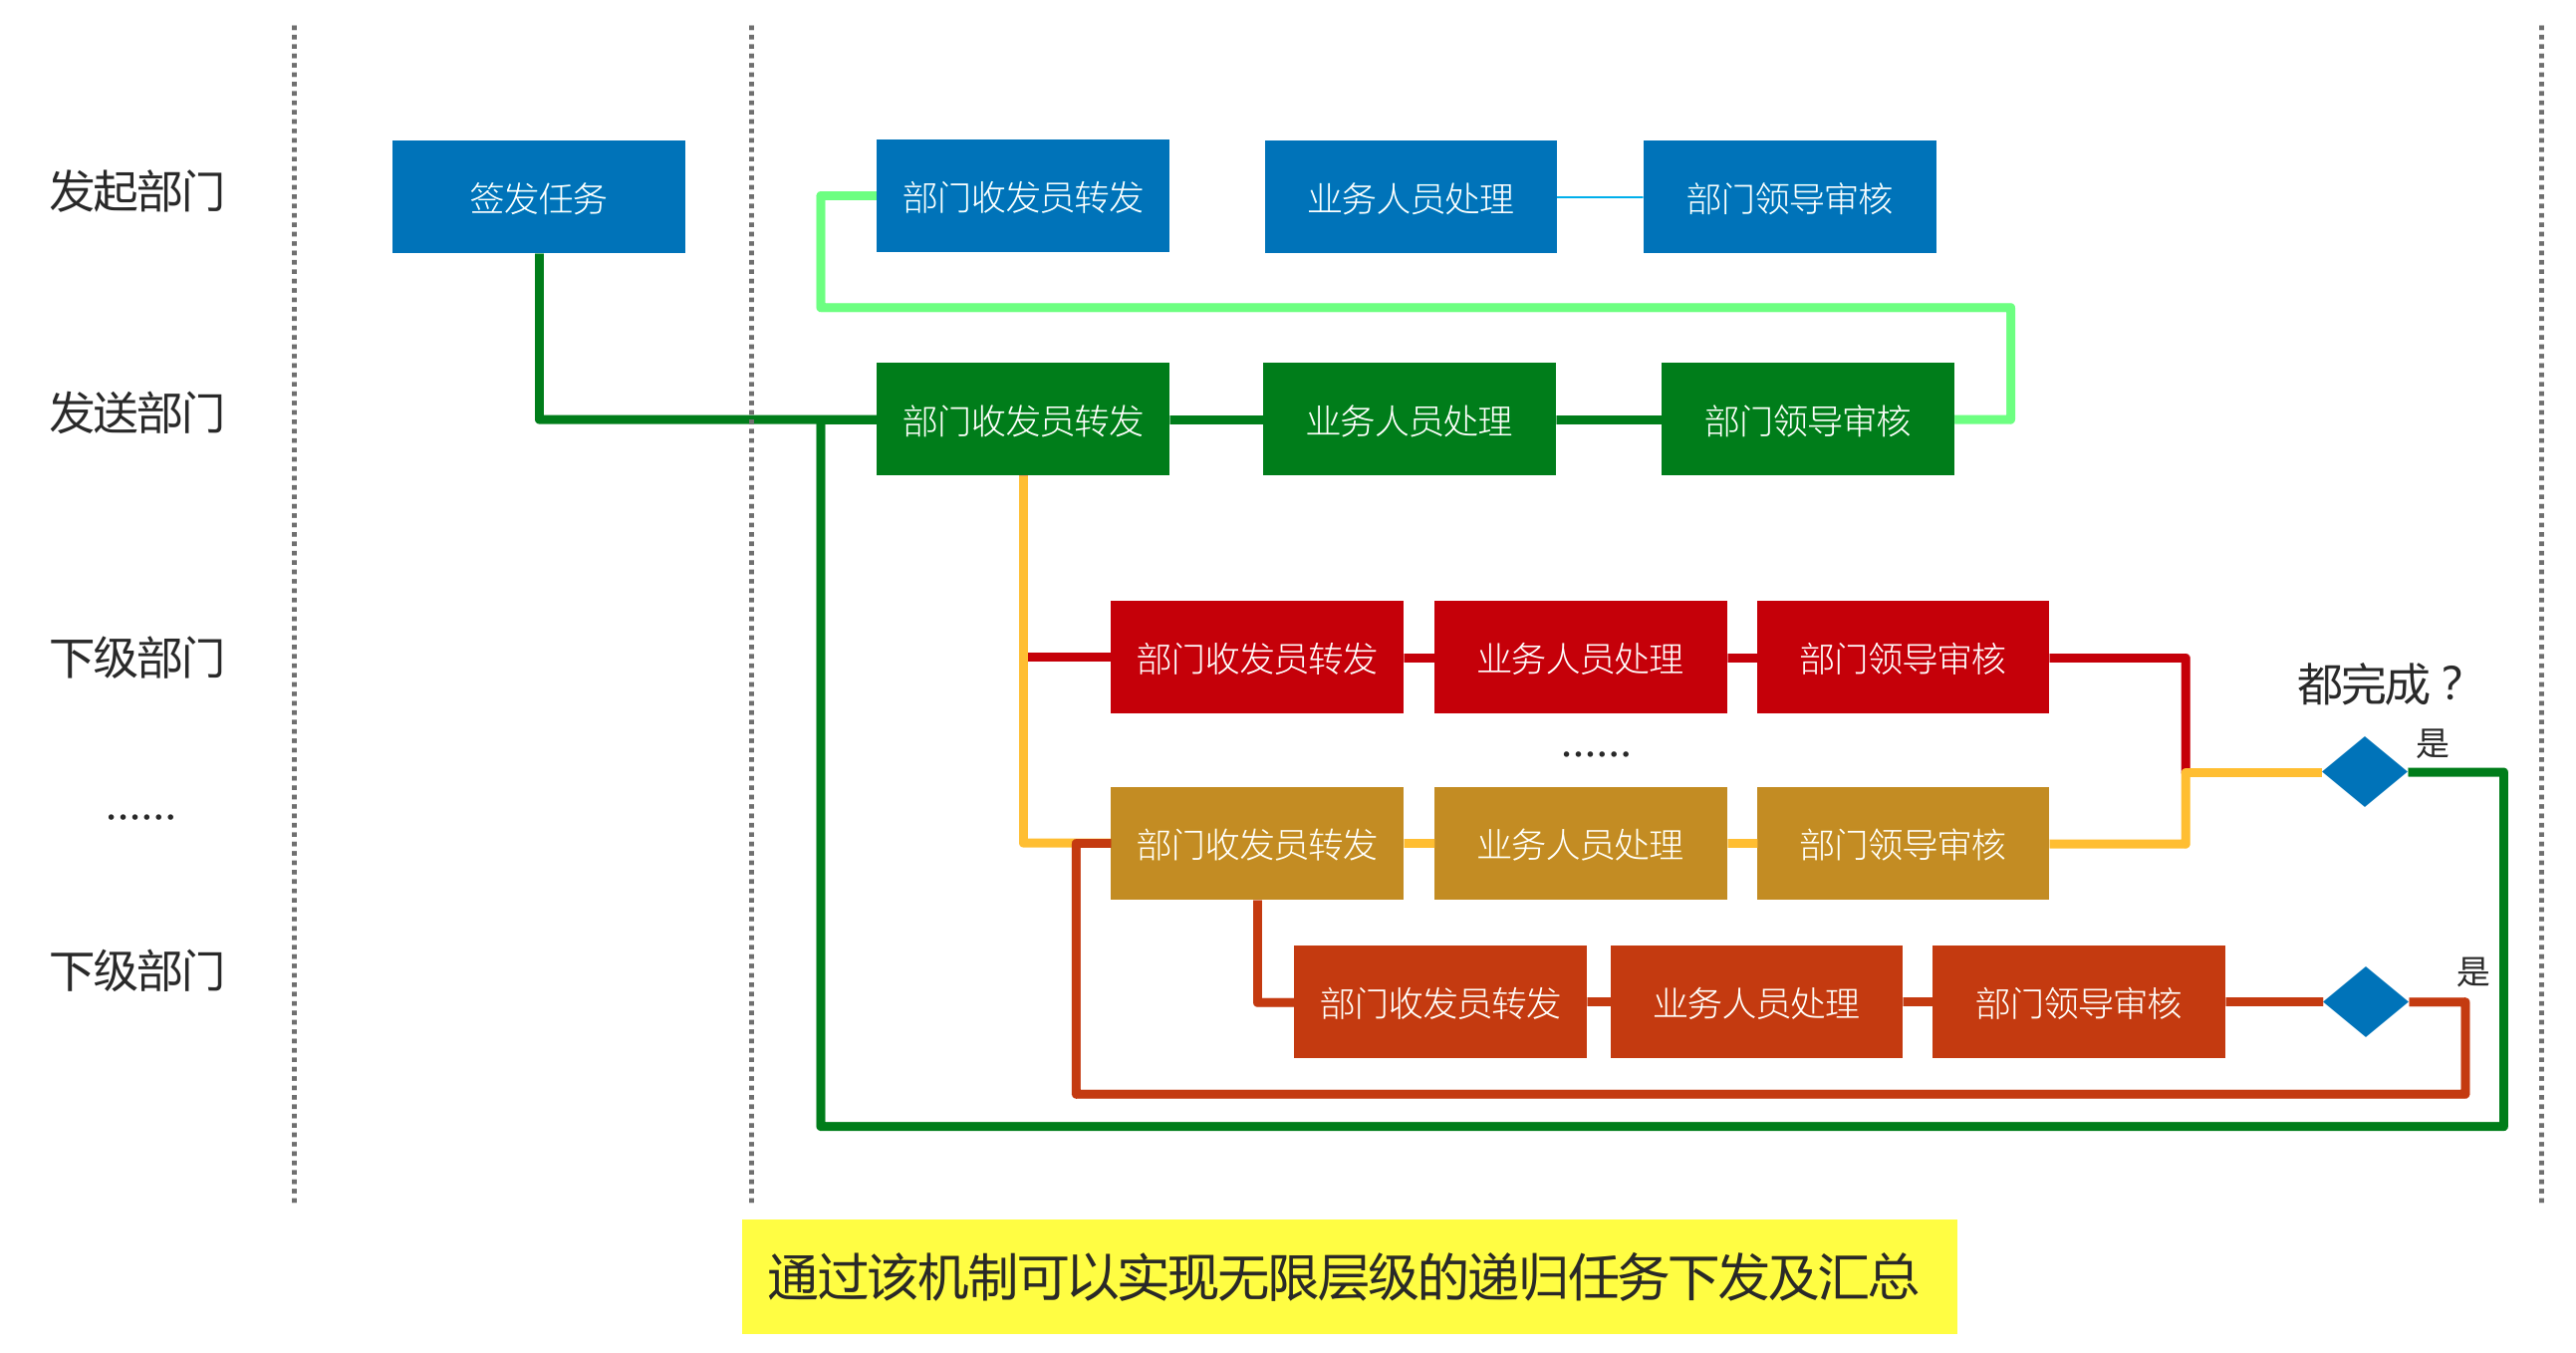 发起部门
签发任务
部门收发员转发
业务人员处理
部门领导审核
发送部门
部门收发员转发
业务人员处理
部门领导审核
下级部门
部门收发员转发
业务人员处理
部门领导审核
都完成？
是
......
......
部门收发员转发
业务人员处理
部门领导审核
下级部门
部门收发员转发
业务人员处理
部门领导审核
是
通过该机制可以实现无限层级的递归任务下发及汇总